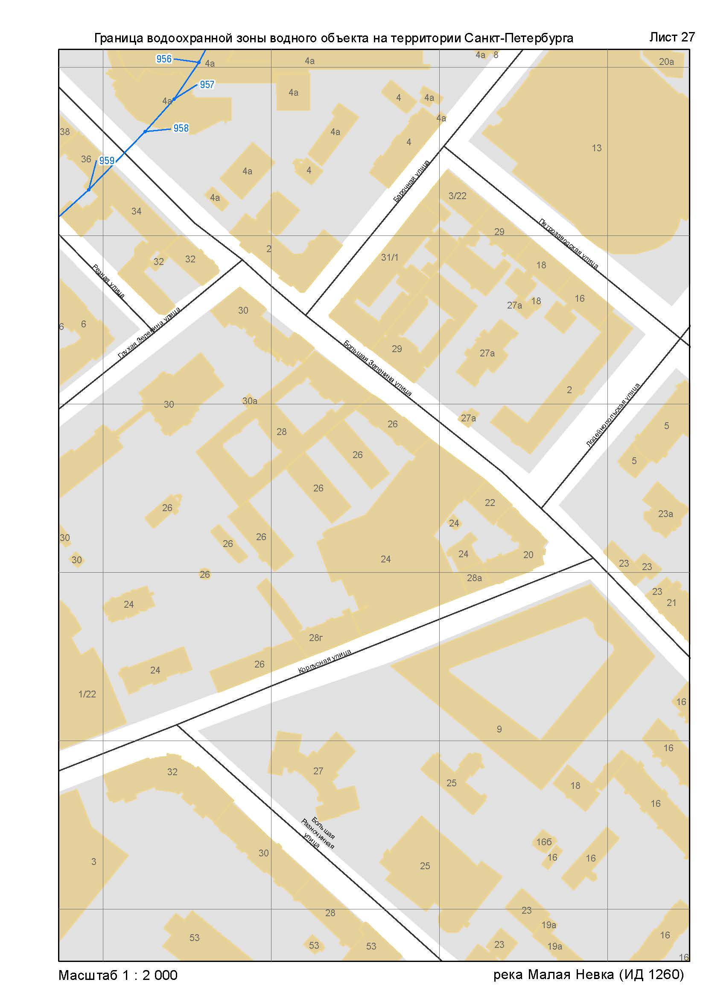 Граница водоохранной зоны водного объекта на территории Санкт-Петербурга
Лист 27
956
4а
4а
4а 8
20а
957
4а
4а
4
4а
4а
958
38
4а
4
13
36
959
4а
4
Барочная улица
4а
3/22
34
29
Петрозаводская улица
2
31/1
32
32
18
Резная улица
16
18
27а
30
6
6
Глухая Зеленина улица
29
Большая Зеленина улица
27а
2
30а
30
Лодейнопольская улица
27а
26
5
28
26
5
26
22
26
23а
24
30
26
26
24
20
24
30
23
23
26
28а
23
21
24
28г
Корпусная улица
26
24
1/22
16
9
16
27
32
25
18
16
Большая
Разночинная
улица
16б
30
16
16
3
25
23
28
19а
53
16
53
53
23
19а
16
Масштаб 1 : 2 000
река Малая Невка (ИД 1260)